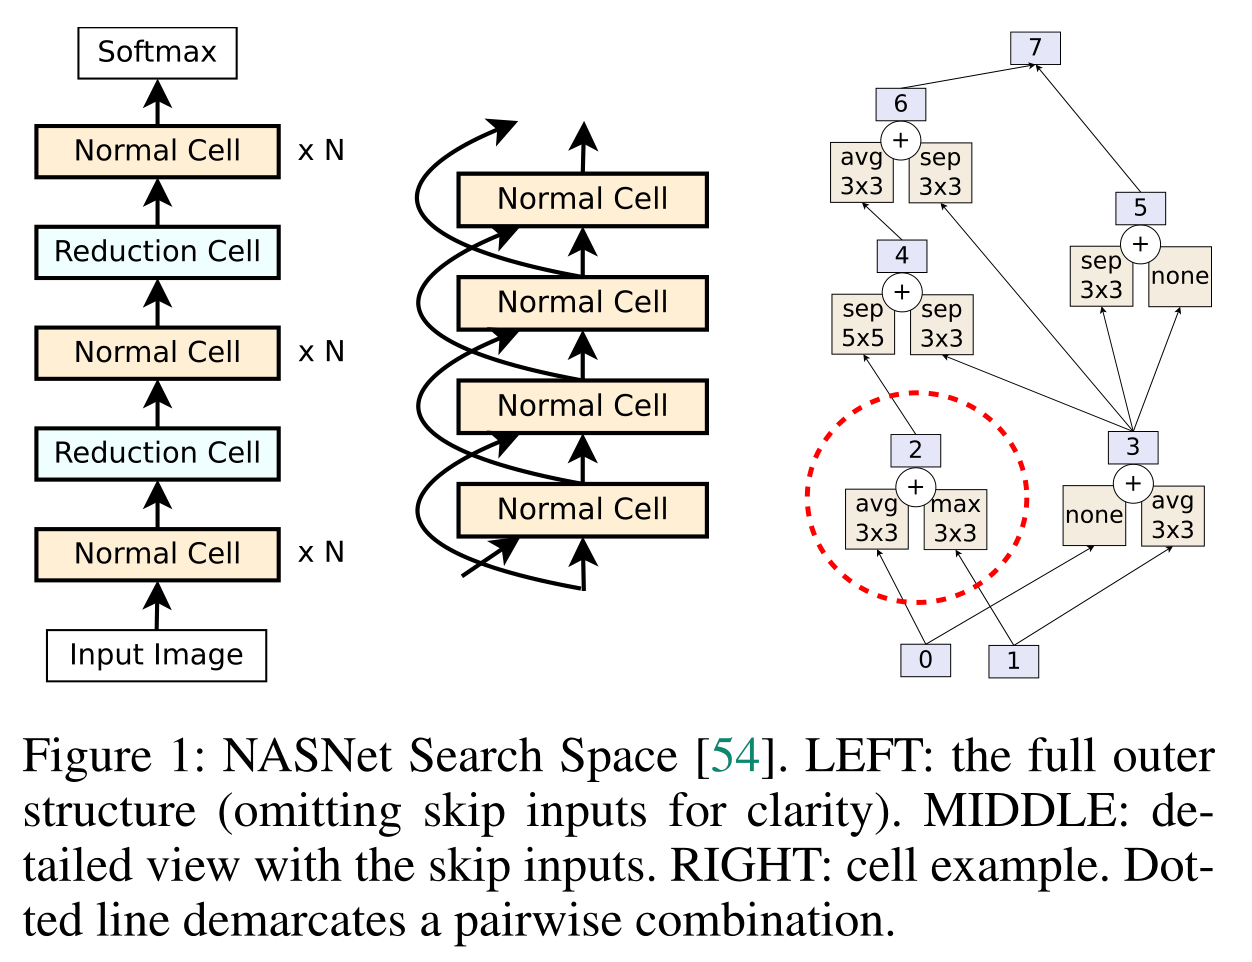 Softmax
Normal Cell x N
Reduction Cell
Normal Cell x N
Reduction Cell
Normal Cell x N
Input Image
Normal Cell
Normal Cell
Normal Cell
Normal Cell
7
6
+
avg 3x3
sep 3x3
5
+
sep 3x3
none
4
+
sep 5x5
sep 3x3
2
+
avg 3x3
max 3x3
3
+
none
avg 3x3
0
1
Figure 1: NASNet Search Space [54]. LEFT: the full outer
structure (omitting skip inputs for clarity). MIDDLE: de-
tailed view with the skip inputs. RIGHT: cell example. Dot-
ted line demarcates a pairwise combination.